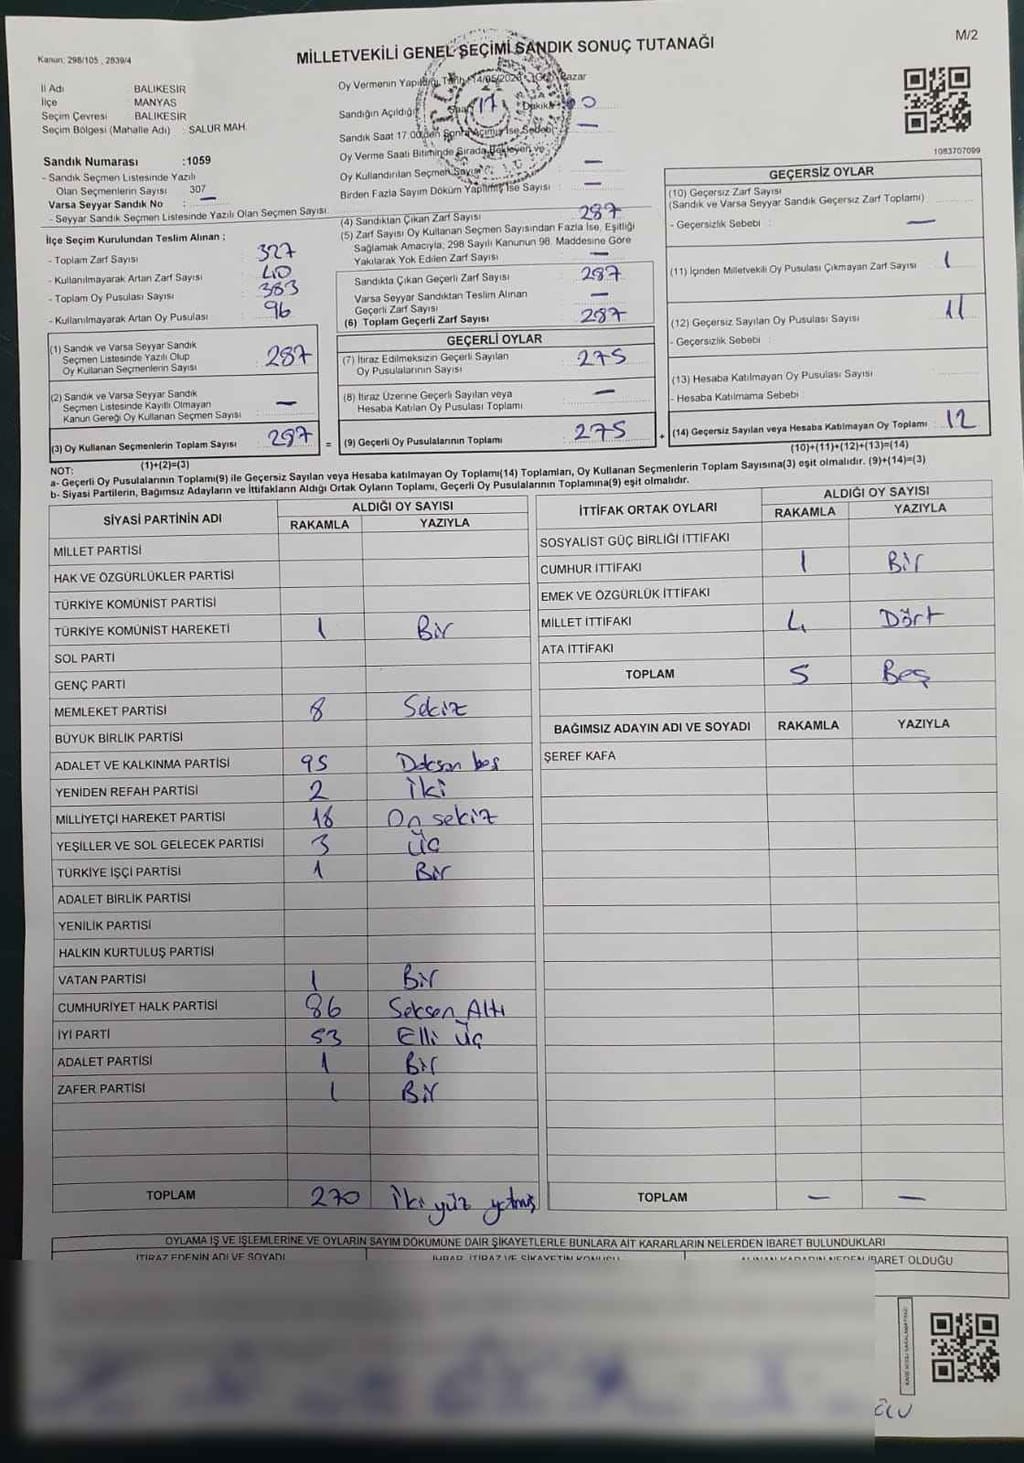 Kanun: 298/105 , 2839/4
MİLLETVEKİLİ GENEL SEÇİMİ SANDIK SONUÇ TUTANAĞI
M/2
İl Adı BALIKESİR
İlçe MANYAS
Seçim Çevresi BALIKESİR
Seçim Bölgesi (Mahalle Adı) : SALUR MAH.
Sandık Numarası :1059
- Sandık Seçmen Listesinde Yazılı
Olan Seçmenlerin Sayısı 307
Varsa Seyyar Sandık No : —
- Seyyar Sandık Seçmen Listesinde Yazılı Olan Seçmen Sayısı
İlçe Seçim Kurulundan Teslim Alınan ;
- Toplam Zarf Sayısı 327
- Kullanılmayarak Artan Zarf Sayısı 40
- Toplam Oy Pusulası Sayısı 383
- Kullanılmayarak Artan Oy Pusulası 96
(1) Sandık ve Varsa Seyyar Sandık
Seçmen Listesinde Yazılı Olup
Oy Kullanan Seçmenlerin Sayısı 287
(2) Sandık ve Varsa Seyyar Sandık
Seçmen Listesinde Kayıtlı Olmayan
Kanun Gereği Oy Kullanan Seçmen Sayısı —
(3) Oy Kullanan Seçmenlerin Toplam Sayısı 287
(1)+(2)=(3)
Oy Vermenin Yapıldığı Tarih 14/05/2023 Pazar
Sandığın Açıldığı Saat 17 Dakika
Sandık Saat 17.00'den Sonra Açılmış İse Sebebi —
Oy Verme Saati Bitiminde Sırada Bekleyen ve
Oy Kullandırılan Seçmen Sayısı —
Birden Fazla Sayım Döküm Yapılmış İse Sayısı : —
(4) Sandıktan Çıkan Zarf Sayısı 287
(5) Zarf Sayısı Oy Kullanan Seçmen Sayısından Fazla İse, Eşitliği
Sağlamak Amacıyla; 298 Sayılı Kanunun 98. Maddesine Göre
Yakılarak Yok Edilen Zarf Sayısı —
Sandıkta Çıkan Geçerli Zarf Sayısı 287
Varsa Seyyar Sandıktan Teslim Alınan
Geçerli Zarf Sayısı —
(6) Toplam Geçerli Zarf Sayısı 287
GEÇERLİ OYLAR
(7) İtiraz Edilmeksizin Geçerli Sayılan
Oy Pusulalarının Sayısı 275
(8) İtiraz Üzerine Geçerli Sayılan veya
Hesaba Katılan Oy Pusulası Toplamı —
= (9) Geçerli Oy Pusulalarının Toplamı 275
1083707099
GEÇERSİZ OYLAR
(10) Geçersiz Zarf Sayısı
(Sandık ve Varsa Seyyar Sandık Geçersiz Zarf Toplamı)
- Geçersizlik Sebebi : —
(11) İçinden Milletvekili Oy Pusulası Çıkmayan Zarf Sayısı 1
(12) Geçersiz Sayılan Oy Pusulası Sayısı 11
- Geçersizlik Sebebi :
(13) Hesaba Katılmayan Oy Pusulası Sayısı
- Hesaba Katılmama Sebebi :
+ (14) Geçersiz Sayılan veya Hesaba Katılmayan Oy Toplamı 12
(10)+(11)+(12)+(13)=(14)
NOT:
a- Geçerli Oy Pusulalarının Toplamı(9) ile Geçersiz Sayılan veya Hesaba katılmayan Oy Toplamı(14) Toplamları, Oy Kullanan Seçmenlerin Toplam Sayısına(3) eşit olmalıdır. (9)+(14)=(3)
b- Siyasi Partilerin, Bağımsız Adayların ve İttifakların Aldığı Ortak Oyların Toplamı, Geçerli Oy Pusulalarının Toplamına(9) eşit olmalıdır.
SİYASİ PARTİNİN ADI
ALDIĞI OY SAYISI
RAKAMLA YAZIYLA
MİLLET PARTİSİ
HAK VE ÖZGÜRLÜKLER PARTİSİ
TÜRKİYE KOMÜNİST PARTİSİ
TÜRKİYE KOMÜNİST HAREKETİ 1 Bir
SOL PARTİ
GENÇ PARTİ
MEMLEKET PARTİSİ 8 Sekiz
BÜYÜK BİRLİK PARTİSİ
ADALET VE KALKINMA PARTİSİ 95 Doksan beş
YENİDEN REFAH PARTİSİ 2 İki
MİLLİYETÇİ HAREKET PARTİSİ 18 On sekiz
YEŞİLLER VE SOL GELECEK PARTİSİ 3 Üç
TÜRKİYE İŞÇİ PARTİSİ 1 Bir
ADALET BİRLİK PARTİSİ
YENİLİK PARTİSİ
HALKIN KURTULUŞ PARTİSİ
VATAN PARTİSİ 1 Bir
CUMHURİYET HALK PARTİSİ 86 Seksen Altı
İYİ PARTİ 53 Elli Üç
ADALET PARTİSİ 1 Bir
ZAFER PARTİSİ 1 Bir
TOPLAM 270 İki yüz yetmiş
İTTİFAK ORTAK OYLARI
ALDIĞI OY SAYISI
RAKAMLA YAZIYLA
SOSYALİST GÜÇ BİRLİĞİ İTTİFAKI
CUMHUR İTTİFAKI 1 Bir
EMEK VE ÖZGÜRLÜK İTTİFAKI
MİLLET İTTİFAKI 4 Dört
ATA İTTİFAKI
TOPLAM 5 Beş
BAĞIMSIZ ADAYIN ADI VE SOYADI RAKAMLA YAZIYLA
ŞEREF KAFA
TOPLAM — —
OYLAMA İŞ VE İŞLEMLERİNE VE OYLARIN SAYIM DÖKÜMÜNE DAİR ŞİKAYETLERLE BUNLARA AİT KARARLARIN NELERDEN İBARET BULUNDUKLARI
İTİRAZ EDENİN ADI VE SOYADI İHBAR, İTİRAZ VE ŞİKAYETİN KONUSU ALINAN KARARIN NEDEN İBARET OLDUĞU